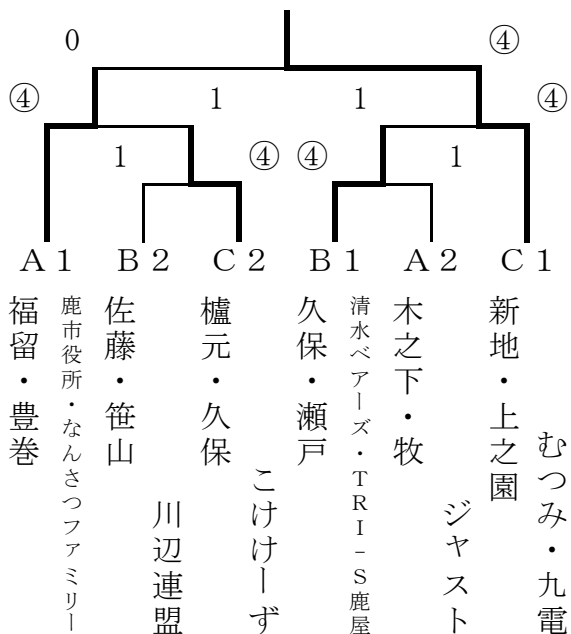 0 ④
④ 1 1 ④
1 ④ ④ 1
A1 B2 C2 B1 A2 C1
福留・豊巻
鹿市役所・なんさつファミリー
佐藤・笹山
川辺連盟
櫨元・久保
こけけーず
久保・瀬戸
清水ベアーズ・TRI-S鹿屋
木之下・牧
ジャスト
新地・上之園
むつみ・九電